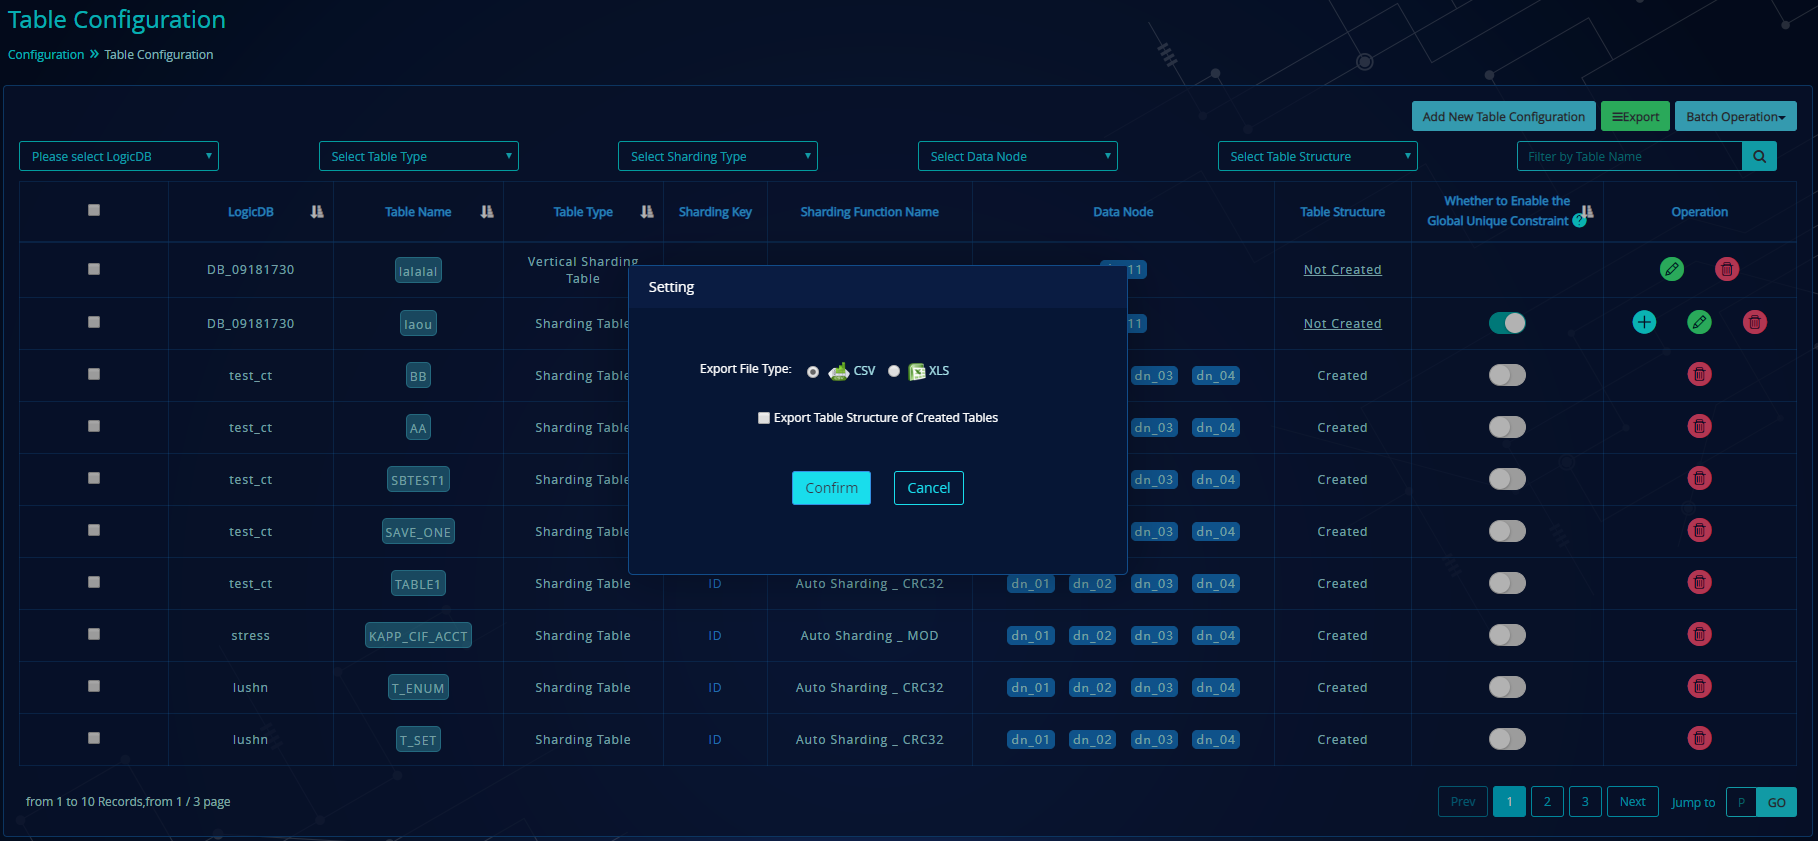 Table Configuration
Configuration » Table Configuration
Add New Table Configuration
Export
Batch Operation
Please select LogicDB
Select Table Type
Select Sharding Type
Select Data Node
Select Table Structure
Filter by Table Name
LogicDB Table Name Table Type Sharding Key Sharding Function Name Data Node Table Structure Whether to Enable the Global Unique Constraint ? Operation
DB_09181730 lalalal Vertical Sharding Table 11 Not Created
DB_09181730 laou Sharding Table 11 Not Created
test_ct BB Sharding Table dn_03 dn_04 Created
test_ct AA Sharding Table dn_03 dn_04 Created
test_ct SBTEST1 Sharding Table dn_03 dn_04 Created
test_ct SAVE_ONE Sharding Table dn_03 dn_04 Created
test_ct TABLE1 Sharding Table ID Auto Sharding _ CRC32 dn_01 dn_02 dn_03 dn_04 Created
stress KAPP_CIF_ACCT Sharding Table ID Auto Sharding _ MOD dn_01 dn_02 dn_03 dn_04 Created
lushn T_ENUM Sharding Table ID Auto Sharding _ CRC32 dn_01 dn_02 dn_03 dn_04 Created
lushn T_SET Sharding Table ID Auto Sharding _ CRC32 dn_01 dn_02 dn_03 dn_04 Created
Setting
Export File Type: CSV XLS
Export Table Structure of Created Tables
Confirm
Cancel
from 1 to 10 Records,from 1 / 3 page
Prev 1 2 3 Next Jump to P GO